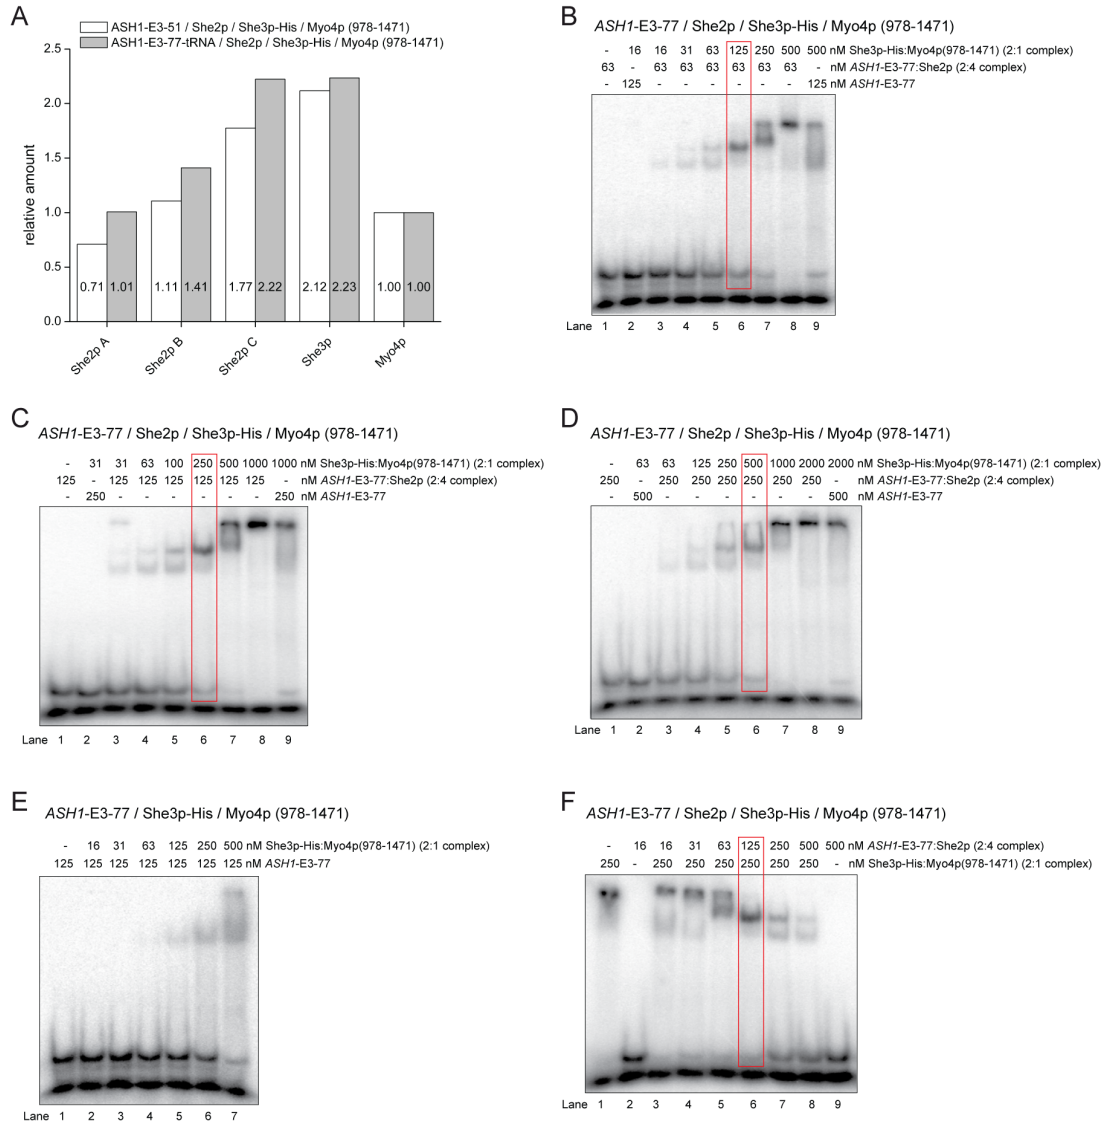 A
ASH1-E3-51 / She2p / She3p-His / Myo4p (978-1471)
ASH1-E3-77-tRNA / She2p / She3p-His / Myo4p (978-1471)
relative amount
2.5
2.0
1.5
1.0
0.5
0.0
0.71 1.01 1.11 1.41 1.77 2.22 2.12 2.23 1.00 1.00
She2p A She2p B She2p C She3p Myo4p
B
ASH1-E3-77 / She2p / She3p-His / Myo4p (978-1471)
- 16 16 31 63 125 250 500 500 nM She3p-His:Myo4p(978-1471) (2:1 complex)
63 - 63 63 63 63 63 63 - nM ASH1-E3-77:She2p (2:4 complex)
- 125 - - - - - - 125 nM ASH1-E3-77
Lane 1 2 3 4 5 6 7 8 9
C
ASH1-E3-77 / She2p / She3p-His / Myo4p (978-1471)
- 31 31 63 100 250 500 1000 1000 nM She3p-His:Myo4p(978-1471) (2:1 complex)
125 - 125 125 125 125 125 125 - nM ASH1-E3-77:She2p (2:4 complex)
- 250 - - - - - - 250 nM ASH1-E3-77
Lane 1 2 3 4 5 6 7 8 9
D
ASH1-E3-77 / She2p / She3p-His / Myo4p (978-1471)
- 63 63 125 250 500 1000 2000 2000 nM She3p-His:Myo4p(978-1471) (2:1 complex)
250 - 250 250 250 250 250 250 - nM ASH1-E3-77:She2p (2:4 complex)
- 500 - - - - - - 500 nM ASH1-E3-77
Lane 1 2 3 4 5 6 7 8 9
E
ASH1-E3-77 / She3p-His / Myo4p (978-1471)
- 16 31 63 125 250 500 nM She3p-His:Myo4p(978-1471) (2:1 complex)
125 125 125 125 125 125 125 nM ASH1-E3-77
Lane 1 2 3 4 5 6 7
F
ASH1-E3-77 / She2p / She3p-His / Myo4p (978-1471)
- 16 16 31 63 125 250 500 500 nM ASH1-E3-77:She2p (2:4 complex)
250 - 250 250 250 250 250 250 - nM She3p-His:Myo4p(978-1471) (2:1 complex)
Lane 1 2 3 4 5 6 7 8 9